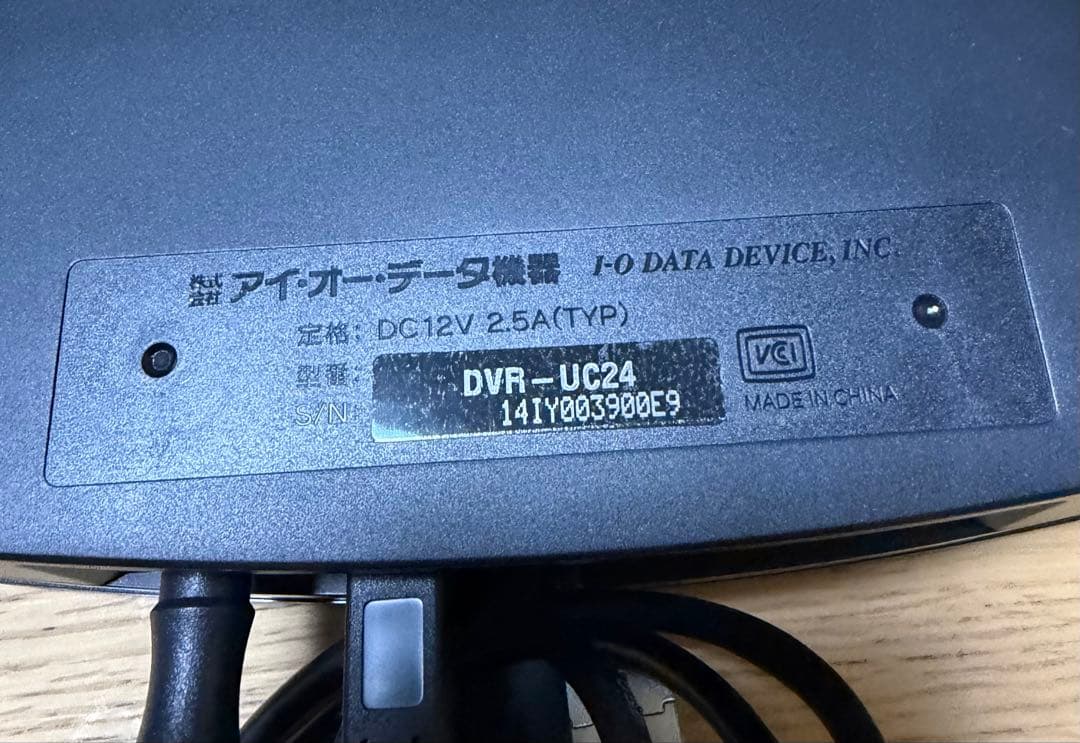 株式会社 アイ・オー・データ機器 I-O DATA DEVICE, INC.
定格: DC12V 2.5A(TYP)
型番: DVR-UC24
S/N: 14IY003900E9
VCCI
MADE IN CHINA